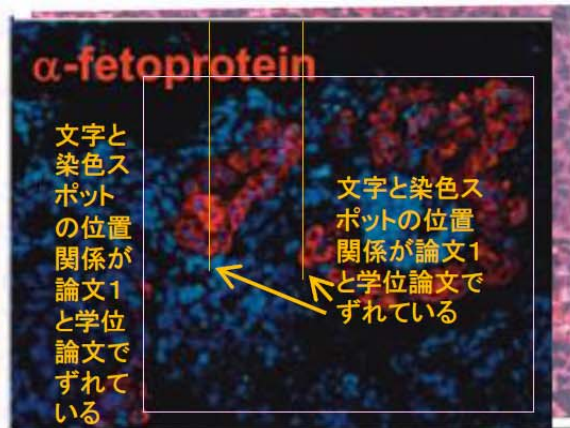 α-fetoprotein
文字と
染色ス
ポット
の位置
関係が
論文1
と学位
論文で
ずれて
いる
文字と染色ス
ポットの位置
関係が論文1
と学位論文で
ずれている